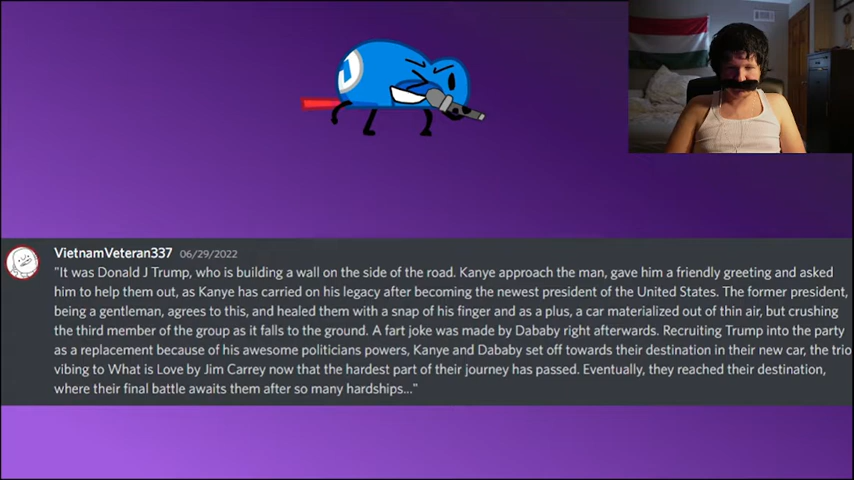 VietnamVeteran337 06/29/2022
"It was Donald J Trump, who is building a wall on the side of the road. Kanye approach the man, gave him a friendly greeting and asked
him to help them out, as Kanye has carried on his legacy after becoming the newest president of the United States. The former president,
being a gentleman, agrees to this, and healed them with a snap of his finger and as a plus, a car materialized out of thin air, but crushing
the third member of the group as it falls to the ground. A fart joke was made by Dababy right afterwards. Recruiting Trump into the party
as a replacement because of his awesome politicians powers, Kanye and Dababy set off towards their destination in their new car, the trio
vibing to What is Love by Jim Carrey now that the hardest part of their journey has passed. Eventually, they reached their destination,
where their final battle awaits them after so many hardships..."